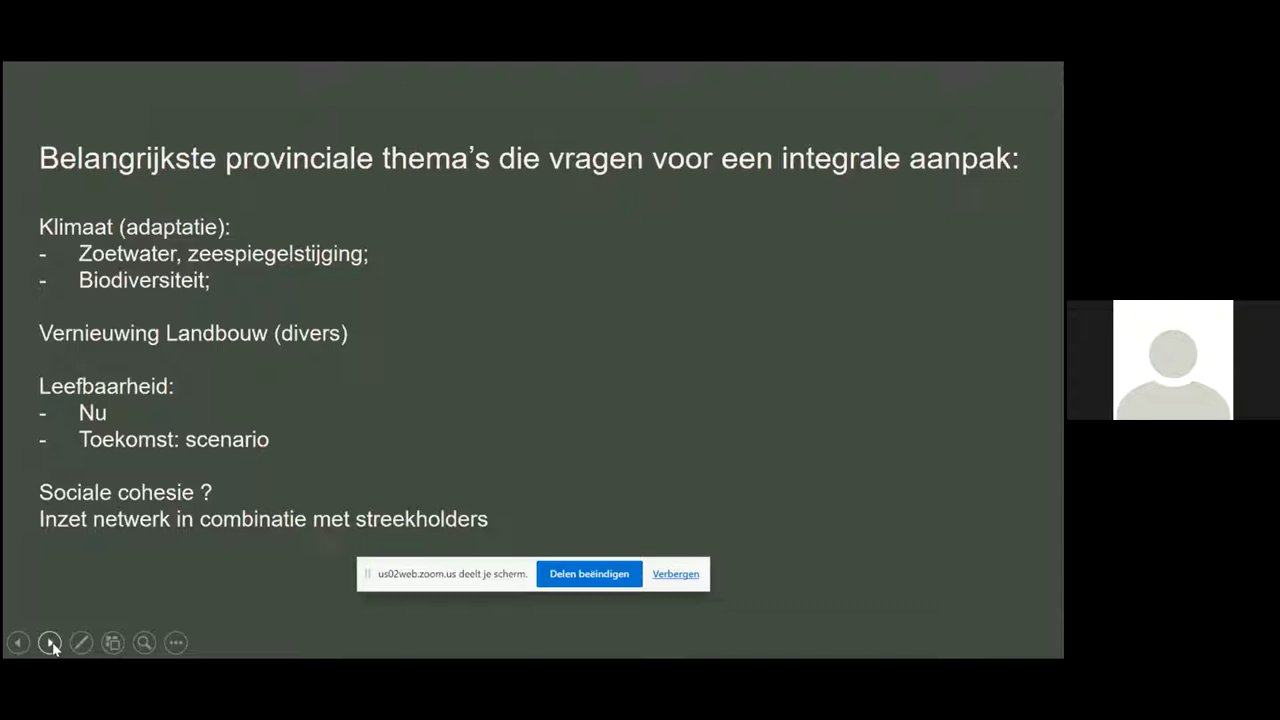 Belangrijkste provinciale thema's die vragen voor een integrale aanpak:
Klimaat (adaptatie):
- Zoetwater, zeespiegelstijging;
- Biodiversiteit;
Vernieuwing Landbouw (divers)
Leefbaarheid:
- Nu
- Toekomst: scenario
Sociale cohesie ?
Inzet netwerk in combinatie met streekholders
us02web.zoom.us deelt je scherm. Delen beëindigen Verbergen